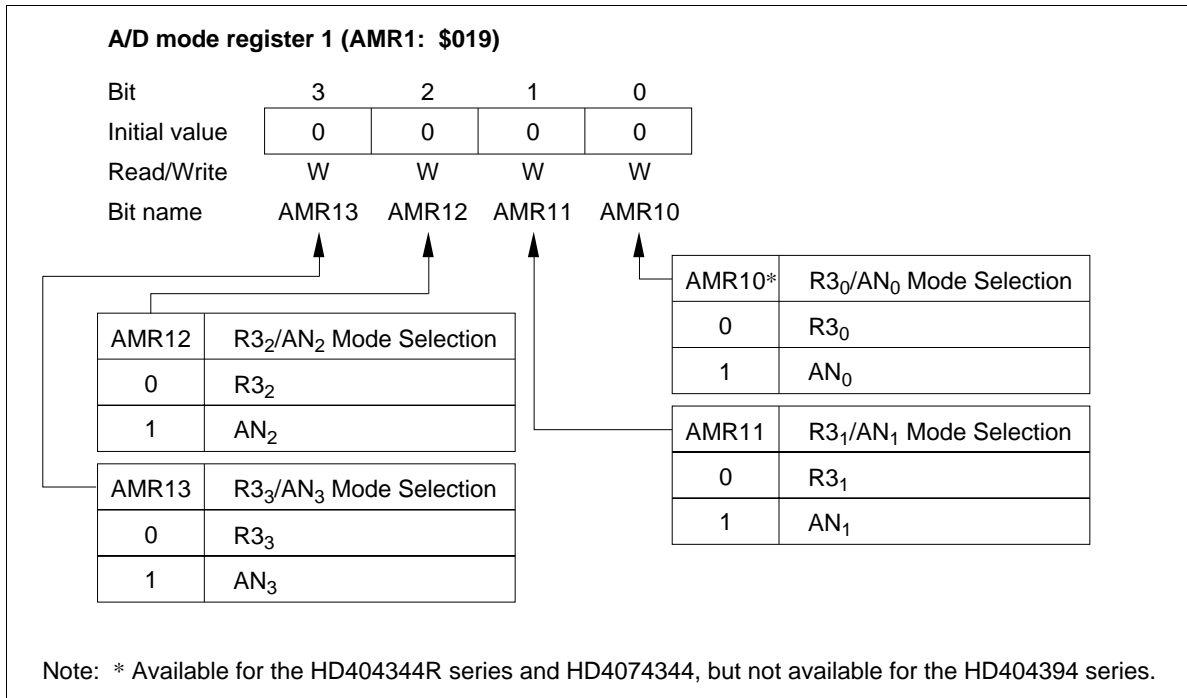 A/D mode register 1 (AMR1: $019)
Bit 3 2 1 0
Initial value 0 0 0 0
Read/Write W W W W
Bit name AMR13 AMR12 AMR11 AMR10
AMR12 R3₂/AN₂ Mode Selection
0 R3₂
1 AN₂
AMR13 R3₃/AN₃ Mode Selection
0 R3₃
1 AN₃
AMR10* R3₀/AN₀ Mode Selection
0 R3₀
1 AN₀
AMR11 R3₁/AN₁ Mode Selection
0 R3₁
1 AN₁
Note: * Available for the HD404344R series and HD4074344, but not available for the HD404394 series.